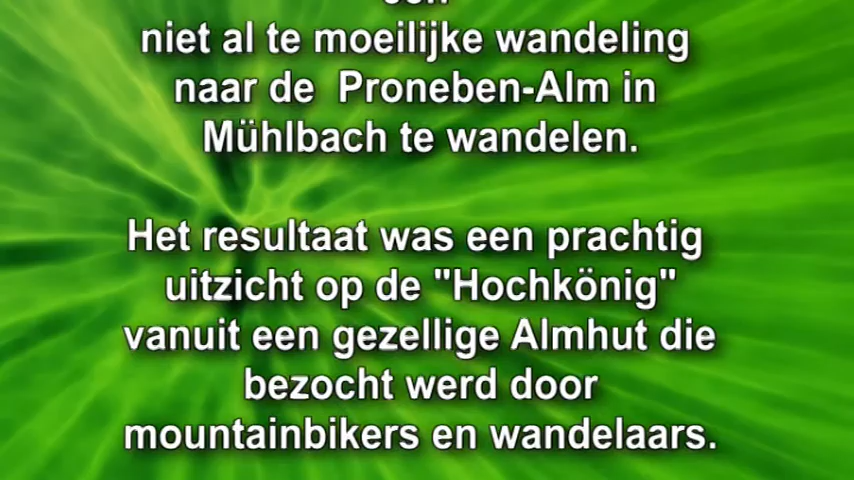 niet al te moeilijke wandeling
naar de Proneben-Alm in
Mühlbach te wandelen.
Het resultaat was een prachtig
uitzicht op de "Hochkönig"
vanuit een gezellige Almhut die
bezocht werd door
mountainbikers en wandelaars.